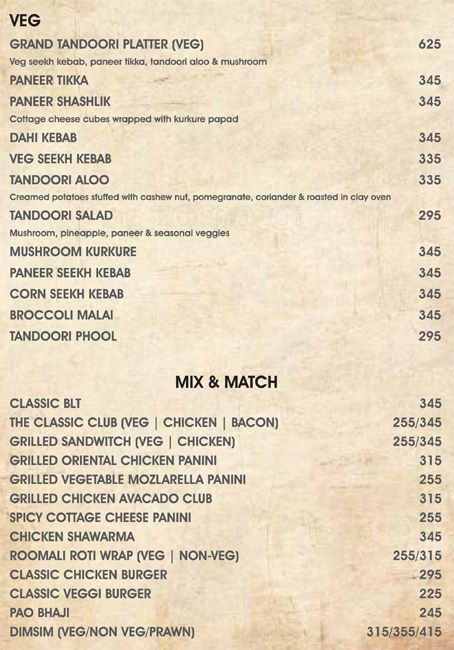 VEG
GRAND TANDOORI PLATTER (VEG) 625
Veg seekh kebab, paneer tikka, tandoori aloo & mushroom
PANEER TIKKA 345
PANEER SHASHLIK 345
Cottage cheese cubes wrapped with kurkure papad
DAHI KEBAB 345
VEG SEEKH KEBAB 335
TANDOORI ALOO 335
Creamed potatoes stuffed with cashew nut, pomegranate, coriander & roasted in clay oven
TANDOORI SALAD 295
Mushroom, pineapple, paneer & seasonal veggies
MUSHROOM KURKURE 345
PANEER SEEKH KEBAB 345
CORN SEEKH KEBAB 345
BROCCOLI MALAI 345
TANDOORI PHOOL 295
MIX & MATCH
CLASSIC BLT 345
THE CLASSIC CLUB (VEG | CHICKEN | BACON) 255/345
GRILLED SANDWITCH (VEG | CHICKEN) 255/345
GRILLED ORIENTAL CHICKEN PANINI 315
GRILLED VEGETABLE MOZLARELLA PANINI 255
GRILLED CHICKEN AVACADO CLUB 315
SPICY COTTAGE CHEESE PANINI 255
CHICKEN SHAWARMA 345
ROOMALI ROTI WRAP (VEG | NON-VEG) 255/315
CLASSIC CHICKEN BURGER 295
CLASSIC VEGGI BURGER 225
PAO BHAJI 245
DIMSIM (VEG/NON VEG/PRAWN) 315/355/415